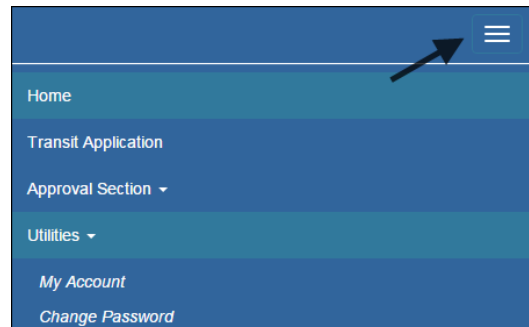 Home
Transit Application
Approval Section
Utilities
My Account
Change Password